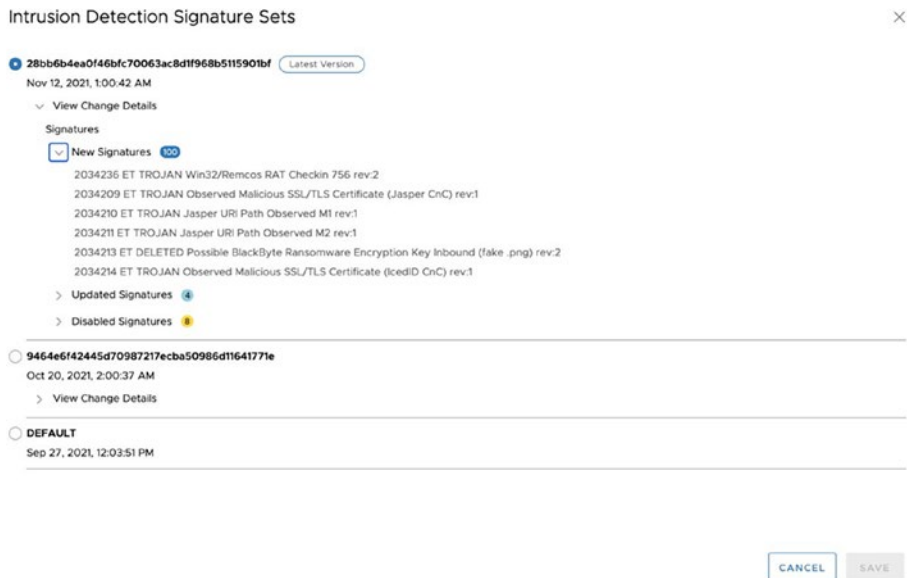 Intrusion Detection Signature Sets
28bb6b4ea0f46bfc70063ac8d1f968b5115901bf Latest Version
Nov 12, 2021, 1:00:42 AM
View Change Details
Signatures
New Signatures 100
2034236 ET TROJAN Win32/Remcos RAT Checkin 756 rev:2
2034209 ET TROJAN Observed Malicious SSL/TLS Certificate (Jasper CnC) rev:1
2034210 ET TROJAN Jasper URI Path Observed M1 rev:1
2034211 ET TROJAN Jasper URI Path Observed M2 rev:1
2034213 ET DELETED Possible BlackByte Ransomware Encryption Key Inbound (fake .png) rev:2
2034214 ET TROJAN Observed Malicious SSL/TLS Certificate (IcedID CnC) rev:1
Updated Signatures 4
Disabled Signatures 8
9464e6f42445d70987217ecba50986d11641771e
Oct 20, 2021, 2:00:37 AM
View Change Details
DEFAULT
Sep 27, 2021, 12:03:51 PM
CANCEL SAVE